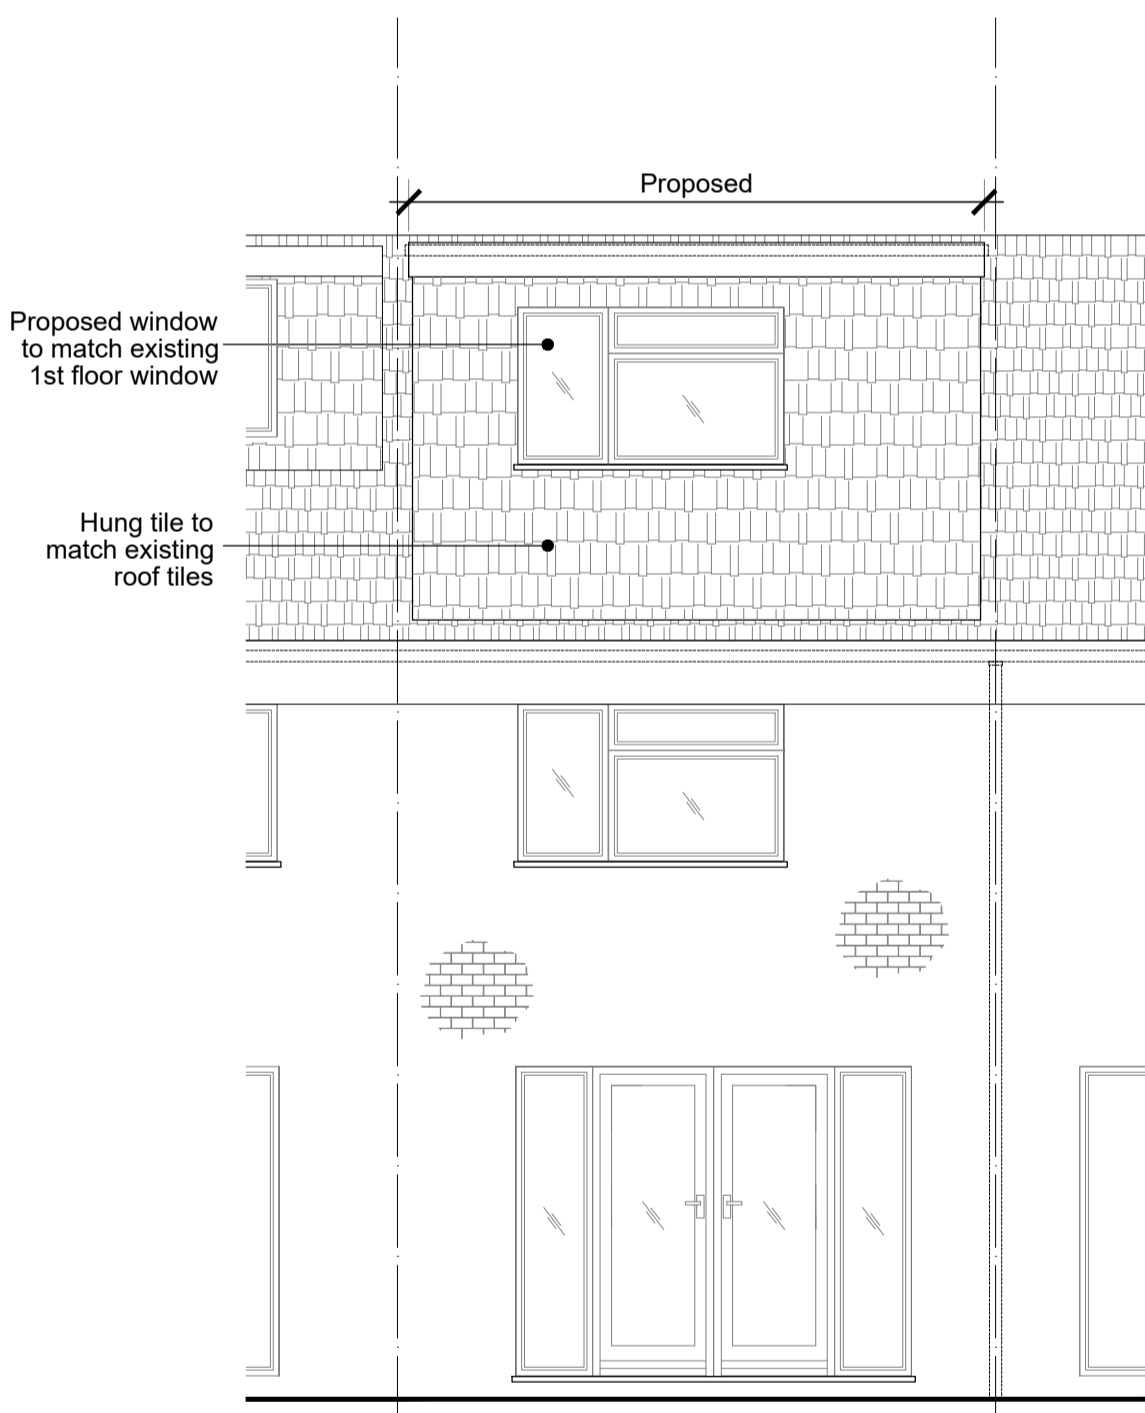 Proposed
Proposed window
to match existing
1st floor window
Hung tile to
match existing
roof tiles